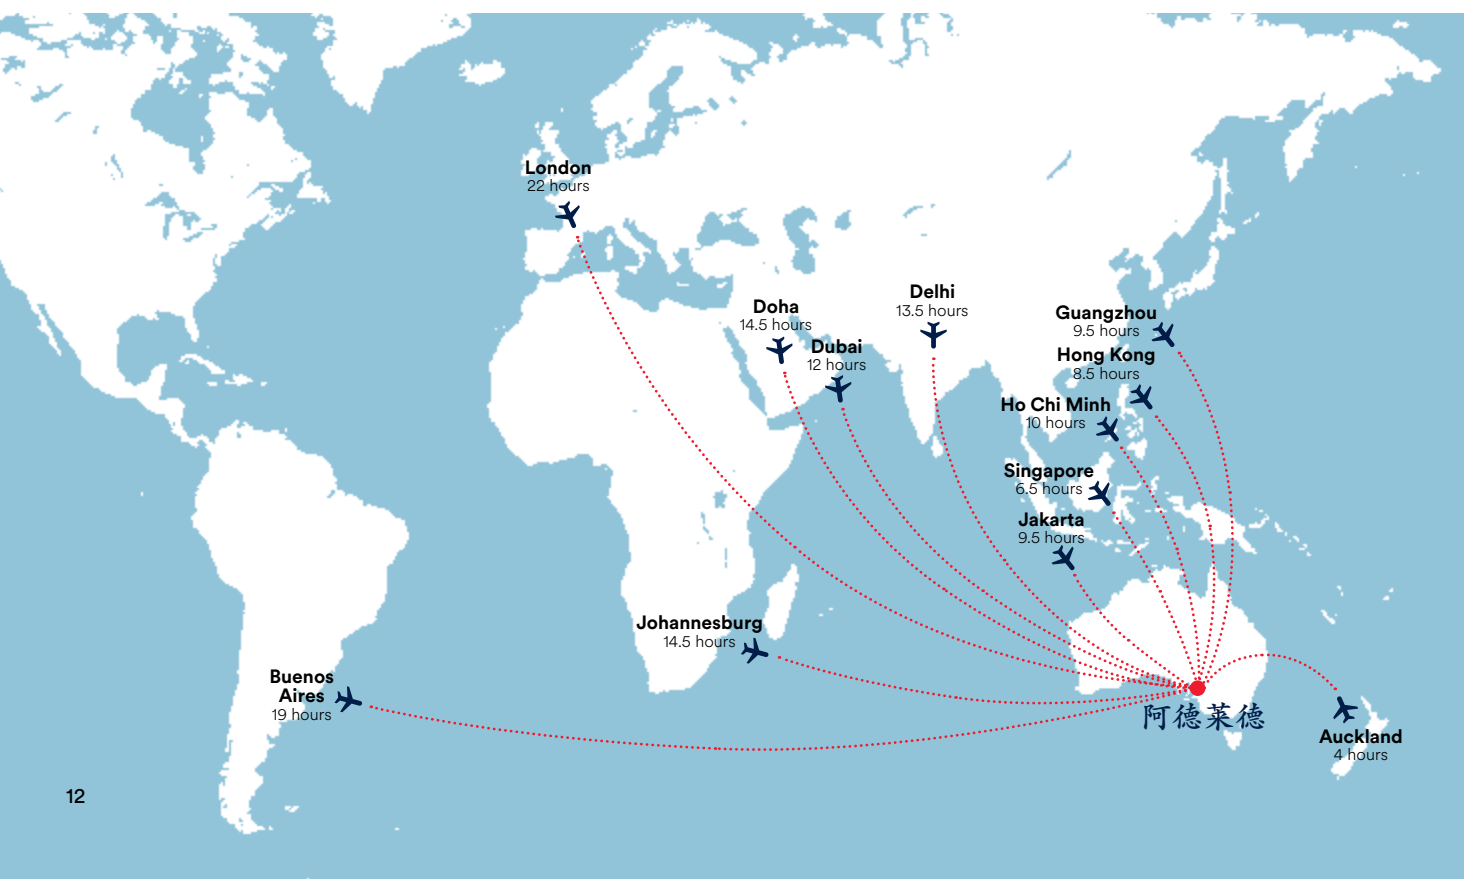 London
22 hours
Doha
14.5 hours
Dubai
12 hours
Delhi
13.5 hours
Guangzhou
9.5 hours
Hong Kong
8.5 hours
Ho Chi Minh
10 hours
Singapore
6.5 hours
Jakarta
9.5 hours
Johannesburg
14.5 hours
Buenos
Aires
19 hours
阿德莱德
Auckland
4 hours
12